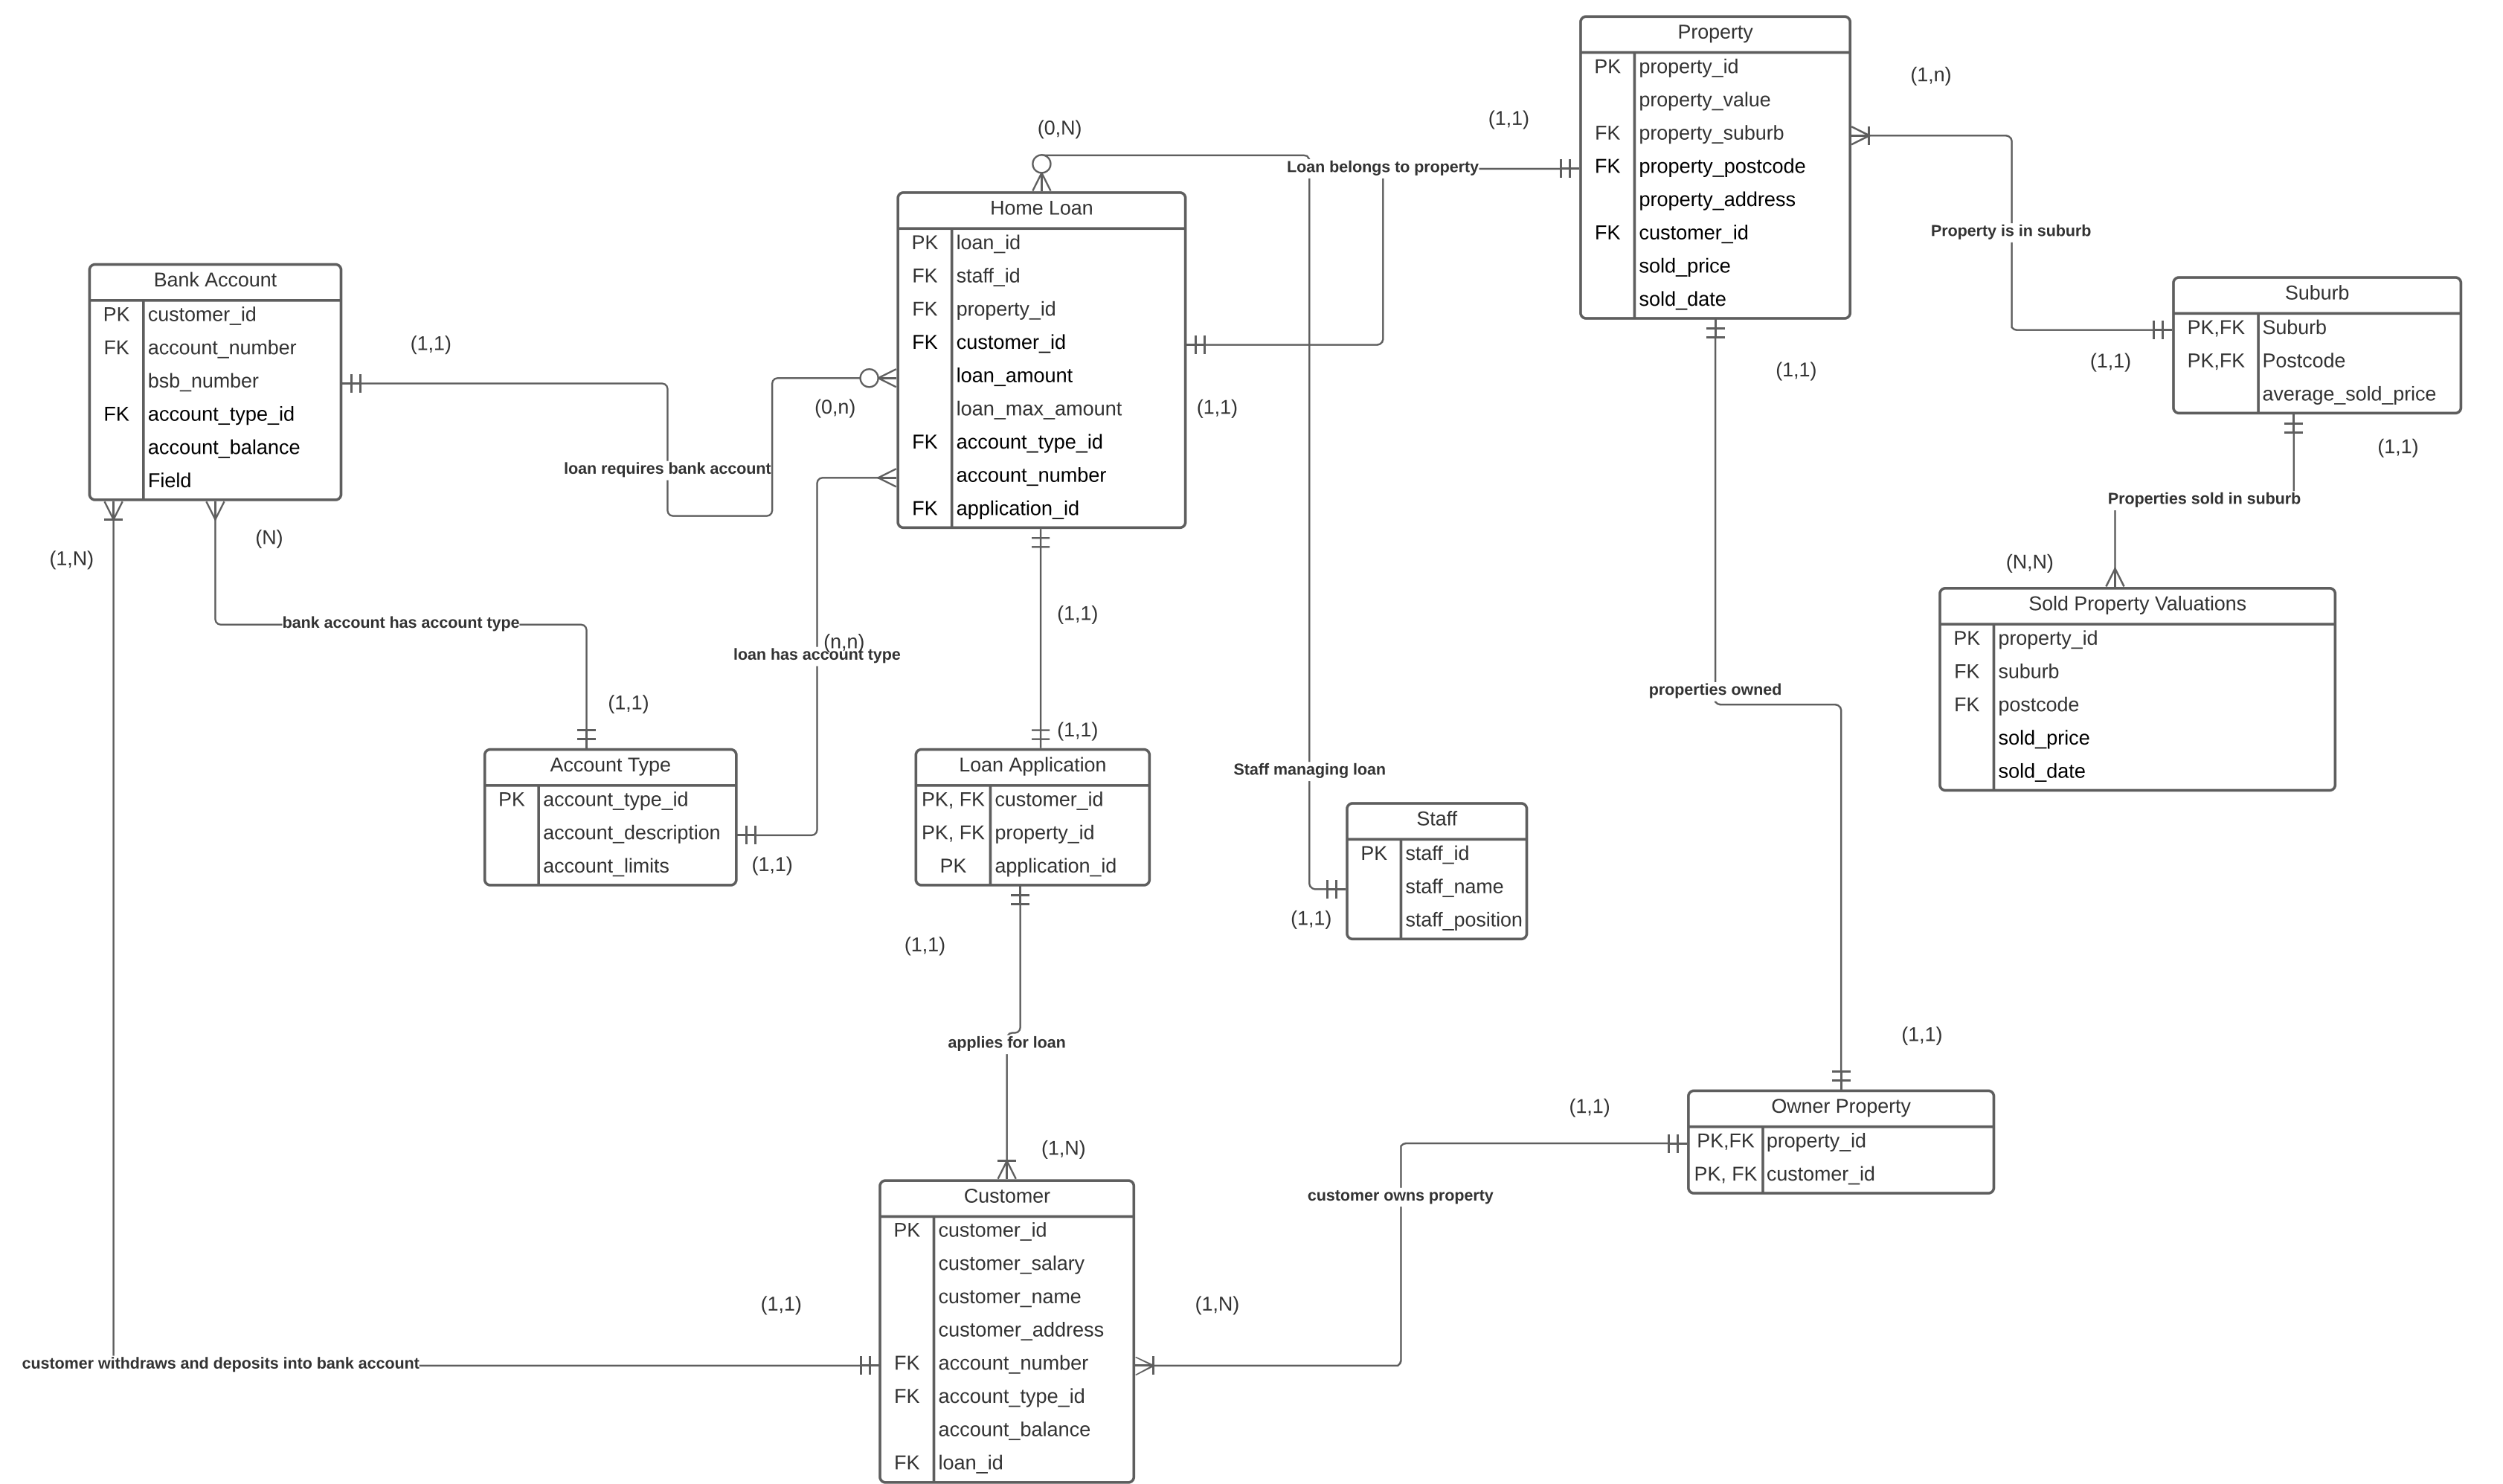 Property
PK property_id
property_value
FK property_suburb
FK property_postcode
property_address
FK customer_id
sold_price
sold_date
(1,n)
(1,1)
(0,N)
Loan belongs to property
Property is in suburb
Home Loan
PK loan_id
FK staff_id
FK property_id
FK customer_id
loan_amount
loan_max_amount
FK account_type_id
account_number
FK application_id
Bank Account
PK customer_id
FK account_number
bsb_number
FK account_type_id
account_balance
Field
(1,1)
(0,n)
(1,1)
(1,1)
(1,1)
Suburb
PK,FK Suburb
PK,FK Postcode
average_sold_price
(1,1)
loan requires bank account
Properties sold in suburb
(N)
(1,N)
(N,N)
Sold Property Valuations
PK property_id
FK suburb
FK postcode
sold_price
sold_date
bank account has account type
(1,1)
(n,n)
loan has account type
properties owned
(1,1)
(1,1)
Account Type
PK account_type_id
account_description
account_limits
(1,1)
Loan Application
PK, FK customer_id
PK, FK property_id
PK application_id
Staff managing loan
Staff
PK staff_id
staff_name
staff_position
(1,1)
(1,1)
applies for loan
(1,1)
(1,1)
Owner Property
PK,FK property_id
PK, FK customer_id
(1,N)
customer owns property
Customer
PK customer_id
customer_salary
customer_name
customer_address
FK account_number
FK account_type_id
account_balance
FK loan_id
(1,1)
(1,N)
customer withdraws and deposits into bank account